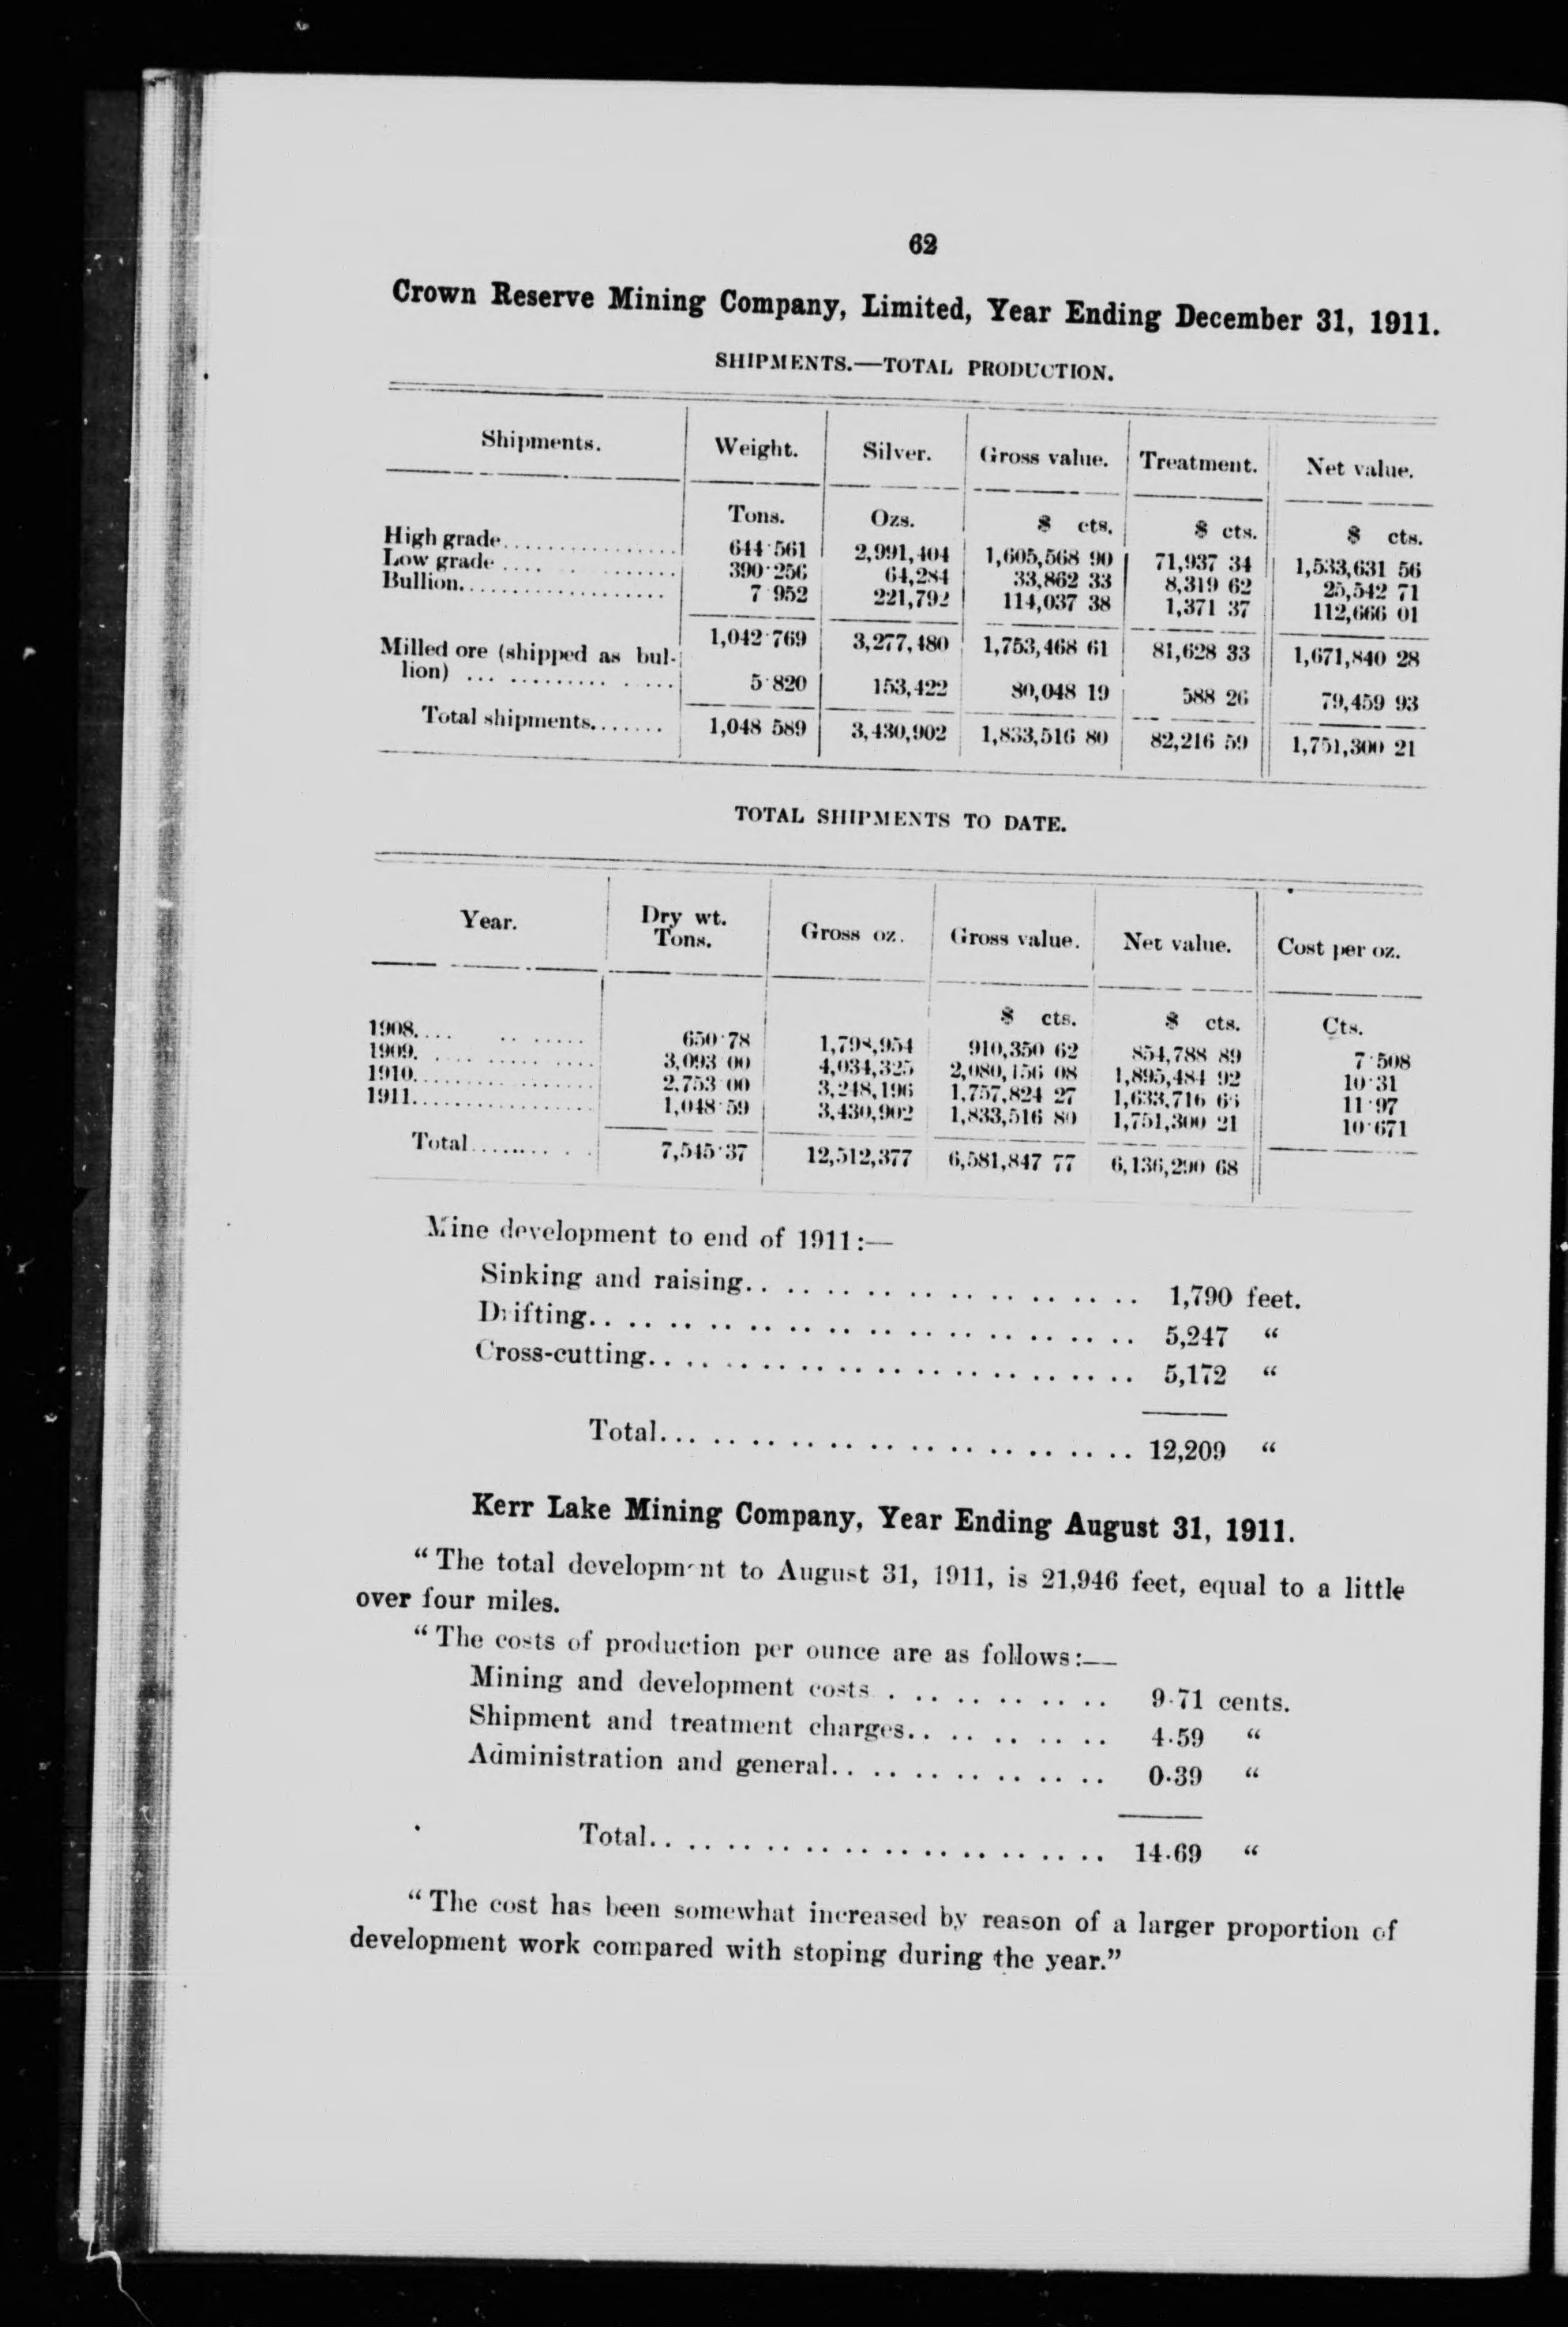 62
Crown Reserve Mining Company, Limited, Year Ending December 31, 1911.
SHIPMENTS.—TOTAL PRODUCTION.
Shipments. Weight. Silver. Gross value. Treatment. Net value.
Tons. Ozs. $ cts. $ cts. $ cts.
High grade................ 644·561 2,991,404 1,605,568 90 71,937 34 1,533,631 56
Low grade .... . ........ 390·256 64,284 33,862 33 8,319 62 25,542 71
Bullion................... 7 952 221,792 114,037 38 1,371 37 112,666 01
1,042·769 3,277,480 1,753,468 61 81,628 33 1,671,840 28
Milled ore (shipped as bul-
lion) ... .......... ..... 5·820 153,422 80,048 19 588 26 79,459 93
Total shipments....... 1,048 589 3,430,902 1,833,516 80 82,216 59 1,751,300 21
TOTAL SHIPMENTS TO DATE.
Year. Dry wt. Tons. Gross oz. Gross value. Net value. Cost per oz.
$ cts. $ cts. Cts.
1908.... .. ...... 650·78 1,798,954 910,350 62 854,788 89 7·508
1909. .... .......... 3,093 00 4,034,325 2,080,156 08 1,895,484 92 10·31
1910.................. 2,753·00 3,248,196 1,757,824 27 1,633,716 66 11·97
1911.................. 1,048·59 3,430,902 1,833,516 80 1,751,300 21 10·671
Total......... . . 7,545·37 12,512,377 6,581,847 77 6,136,290 68
Mine development to end of 1911:—
Sinking and raising.. .. .. .. .. .. .. .. .. .. 1,790 feet.
Drifting.. .. .. .. .. .. .. .. .. .. .. .. .. .. 5,247 "
Cross-cutting.. .. .. .. .. .. .. .. .. .. .. .. 5,172 "
Total.. .. .. .. .. .. .. .. .. .. .. .. 12,209 "
Kerr Lake Mining Company, Year Ending August 31, 1911.
"The total development to August 31, 1911, is 21,946 feet, equal to a little
over four miles.
"The costs of production per ounce are as follows:—
Mining and development costs . .. .. .. .. .. 9·71 cents.
Shipment and treatment charges.. .. .. .. .. 4.59 "
Administration and general.. .. .. .. .. .. .. 0·39 "
Total.. .. .. .. .. .. .. .. .. .. .. .. 14·69 "
"The cost has been somewhat increased by reason of a larger proportion of
development work compared with stoping during the year."